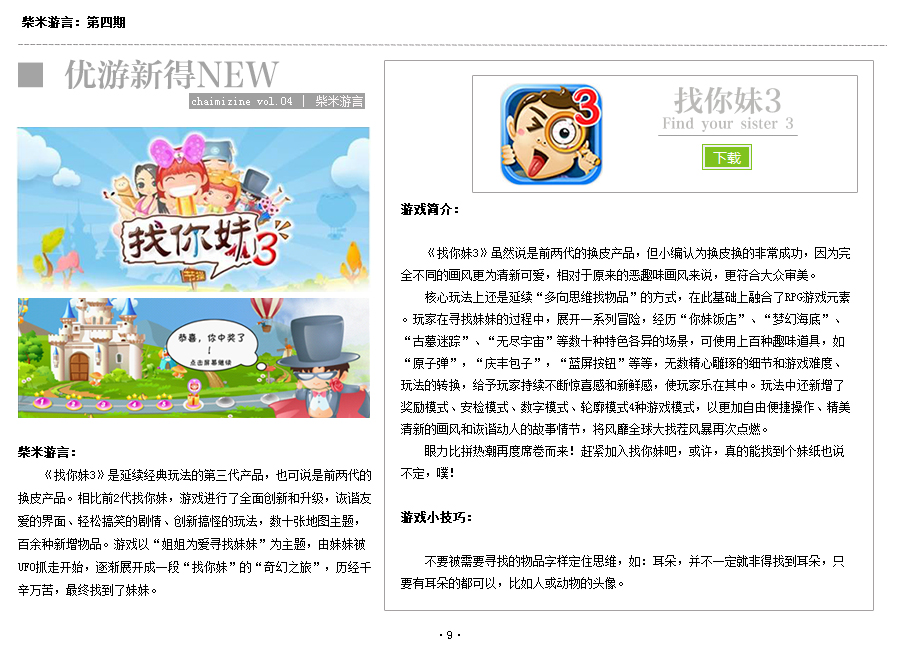 柴米游言：第四期
优游新得NEW
chaimizine vol.04 | 柴米游言
找你妹3
节操
恭喜，你中奖了
！
点击屏幕继续
柴米游言：
《找你妹3》是延续经典玩法的第三代产品，也可说是前两代的
换皮产品。相比前2代找你妹，游戏进行了全面创新和升级，诙谐友
爱的界面、轻松搞笑的剧情、创新搞怪的玩法，数十张地图主题，
百余种新增物品。游戏以“姐姐为爱寻找妹妹”为主题，由妹妹被
UFO抓走开始，逐渐展开成一段“找你妹”的“奇幻之旅”，历经千
辛万苦，最终找到了妹妹。
3
找你妹3
Find your sister 3
下载
游戏简介：
《找你妹3》虽然说是前两代的换皮产品，但小编认为换皮换的非常成功，因为完
全不同的画风更为清新可爱，相对于原来的恶趣味画风来说，更符合大众审美。
核心玩法上还是延续“多向思维找物品”的方式，在此基础上融合了RPG游戏元素
。玩家在寻找妹妹的过程中，展开一系列冒险，经历“你妹饭店”、“梦幻海底”、
“古墓迷踪”、“无尽宇宙”等数十种特色各异的场景，可使用上百种趣味道具，如
“原子弹”，“庆丰包子”，“蓝屏按钮”等等，无数精心雕琢的细节和游戏难度、
玩法的转换，给予玩家持续不断惊喜感和新鲜感，使玩家乐在其中。玩法中还新增了
奖励模式、安检模式、数字模式、轮廓模式4种游戏模式，以更加自由便捷操作、精美
清新的画风和诙谐动人的故事情节，将风靡全球大找茬风暴再次点燃。
眼力比拼热潮再度席卷而来！赶紧加入找你妹吧，或许，真的能找到个妹纸也说
不定，噗！
游戏小技巧：
不要被需要寻找的物品字样定住思维，如：耳朵，并不一定就非得找到耳朵，只
要有耳朵的都可以，比如人或动物的头像。
·9·